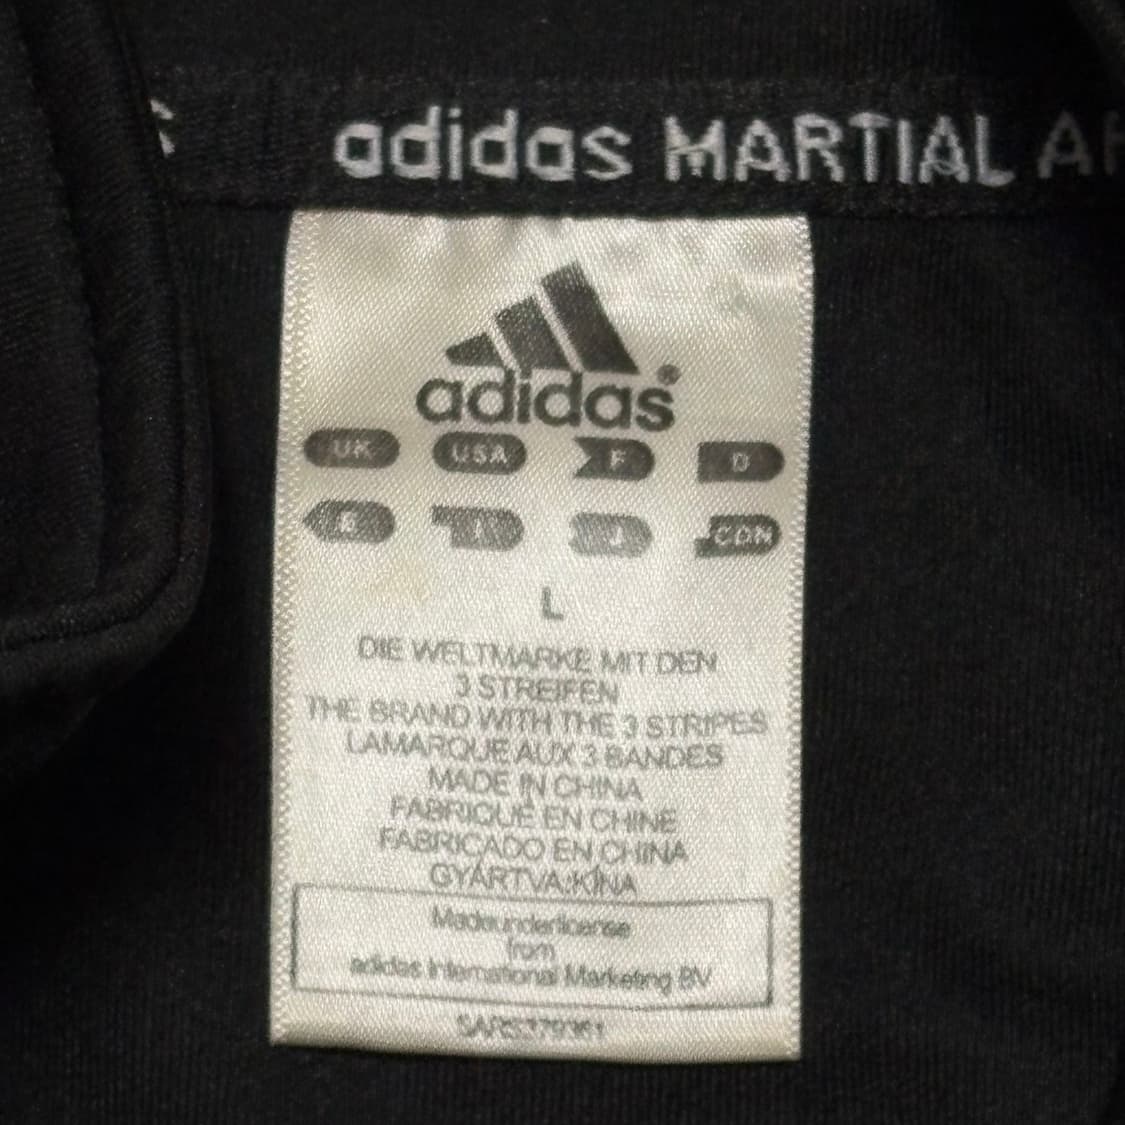 adidas MARTIAL
adidas®
UK USA F D
E I J CDN
L
DIE WELTMARKE MIT DEN
3 STREIFEN
THE BRAND WITH THE 3 STRIPES
LAMARQUE AUX 3 BANDES
MADE IN CHINA
FABRIQUÉ EN CHINE
FABRICADO EN CHINA
GYÁRTVA:KÍNA
Madeunderlicense
from
adidas International Marketing BV